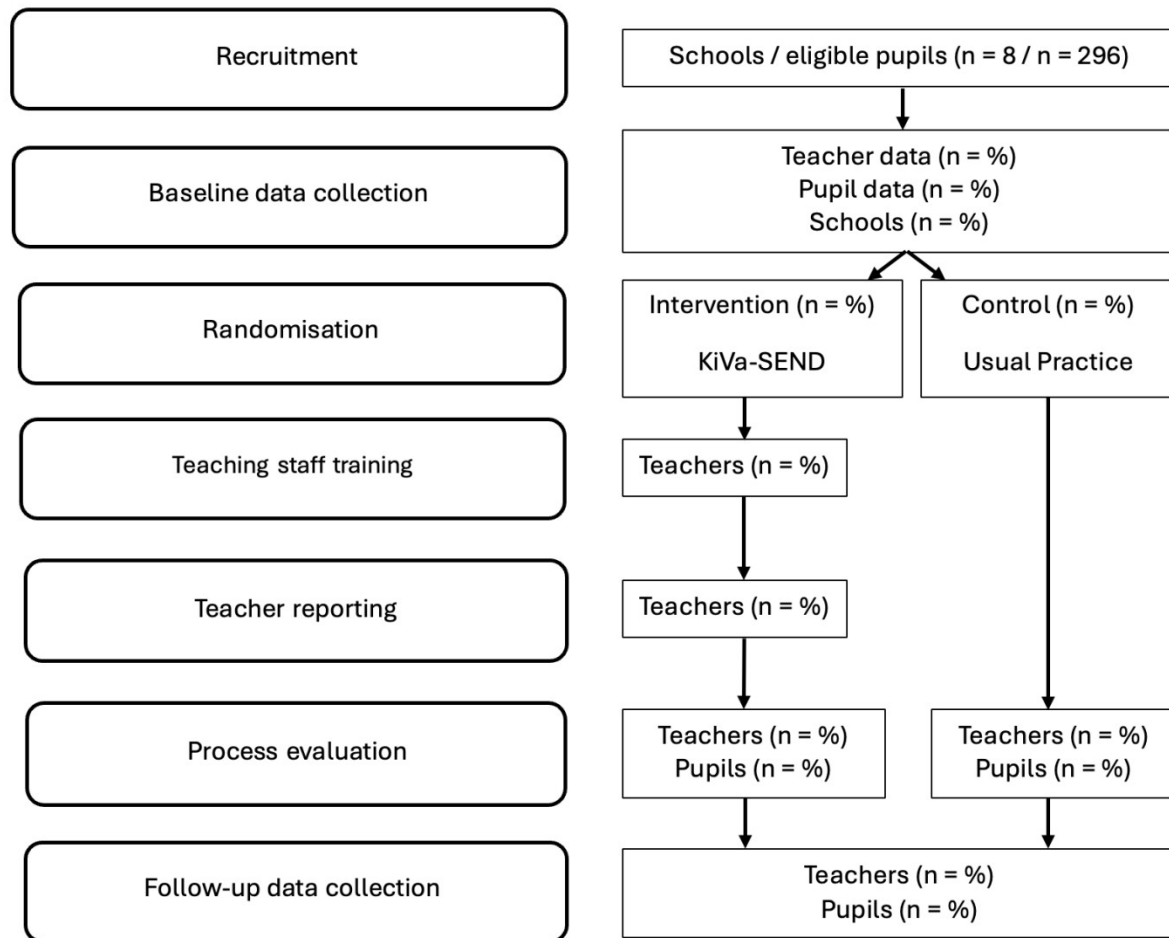 Recruitment
Schools / eligible pupils (n = 8 / n = 296)
Baseline data collection
Teacher data (n = %)
Pupil data (n = %)
Schools (n = %)
Randomisation
Intervention (n = %)
KiVa-SEND
Control (n = %)
Usual Practice
Teaching staff training
Teachers (n = %)
Teacher reporting
Teachers (n = %)
Process evaluation
Teachers (n = %)
Pupils (n = %)
Teachers (n = %)
Pupils (n = %)
Follow-up data collection
Teachers (n = %)
Pupils (n = %)